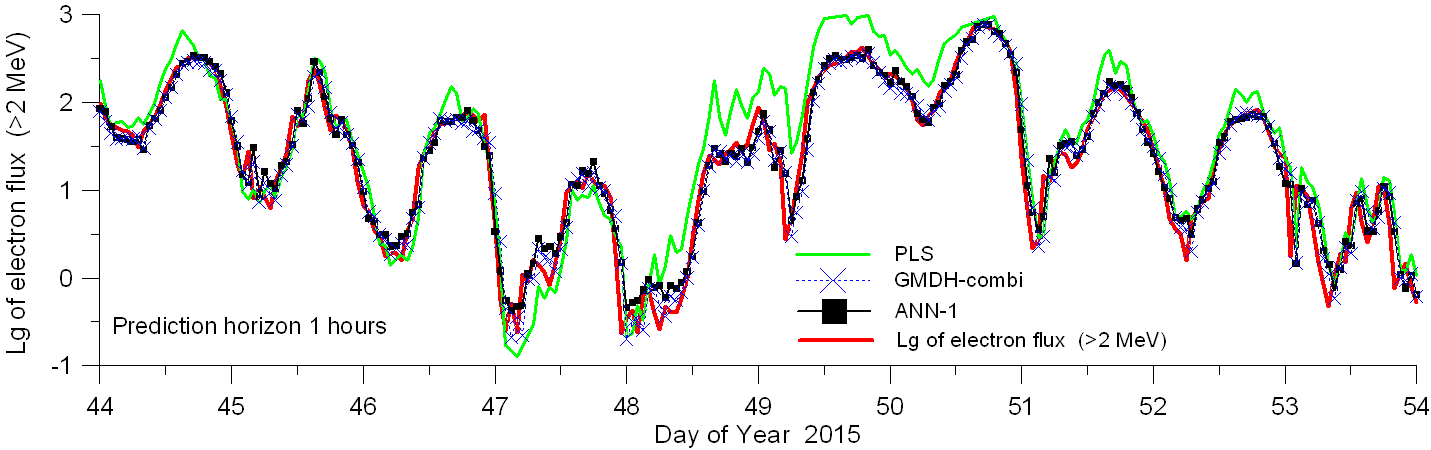 3
2
1
0
-1
Lg of electron flux (>2 MeV)
PLS
GMDH-combi
ANN-1
Lg of electron flux (>2 MeV)
Prediction horizon 1 hours
44 45 46 47 48 49 50 51 52 53 54
Day of Year 2015